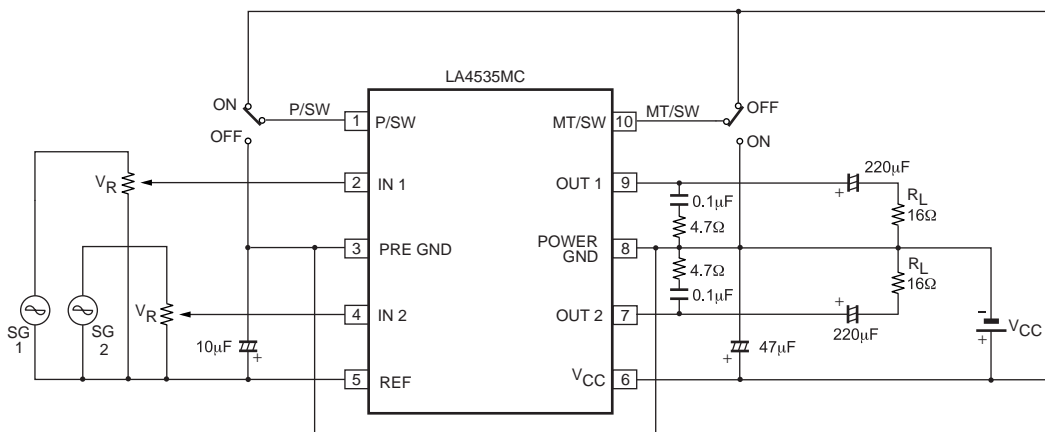 LA4535MC
ON
P/SW
OFF
1
P/SW
MT/SW
10
MT/SW
OFF
ON
VR
2
IN 1
OUT 1
9
220μF
+
0.1μF
4.7Ω
RL
16Ω
3
PRE GND
POWER
GND
8
4.7Ω
0.1μF
RL
16Ω
VR
4
IN 2
OUT 2
7
+
220μF
SG
1
SG
2
10μF
+
5
REF
VCC
6
47μF
+
-
+
VCC